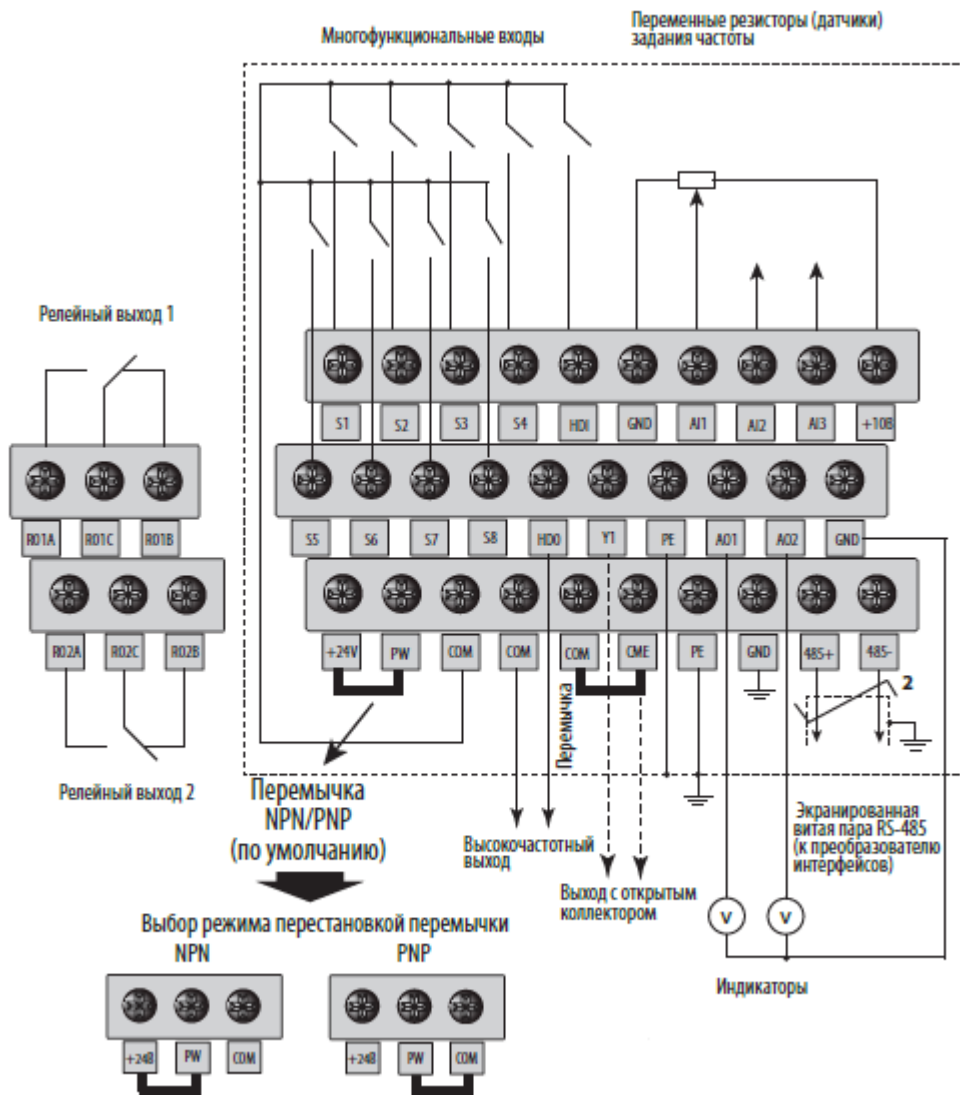 Многофункциональные входы
Переменные резисторы (датчики)
задания частоты
Релейный выход 1
S1 S2 S3 S4 HDI GND AI1 AI2 AI3 +10В
R01A R01C R01B
S5 S6 S7 S8 HD0 Y1 PE A01 A02 GND
R02A R02C R02B
+24V PW COM COM COM CME PE GND 485+ 485-
2
Перемычка
Релейный выход 2
Перемычка
NPN/PNP
(по умолчанию)
Высокочастотный
выход
Выход с открытым
коллектором
Экранированная
витая пара RS-485
(к преобразователю
интерфейсов)
V V
Индикаторы
Выбор режима перестановкой перемычки
NPN PNP
+24В PW COM +24В PW COM